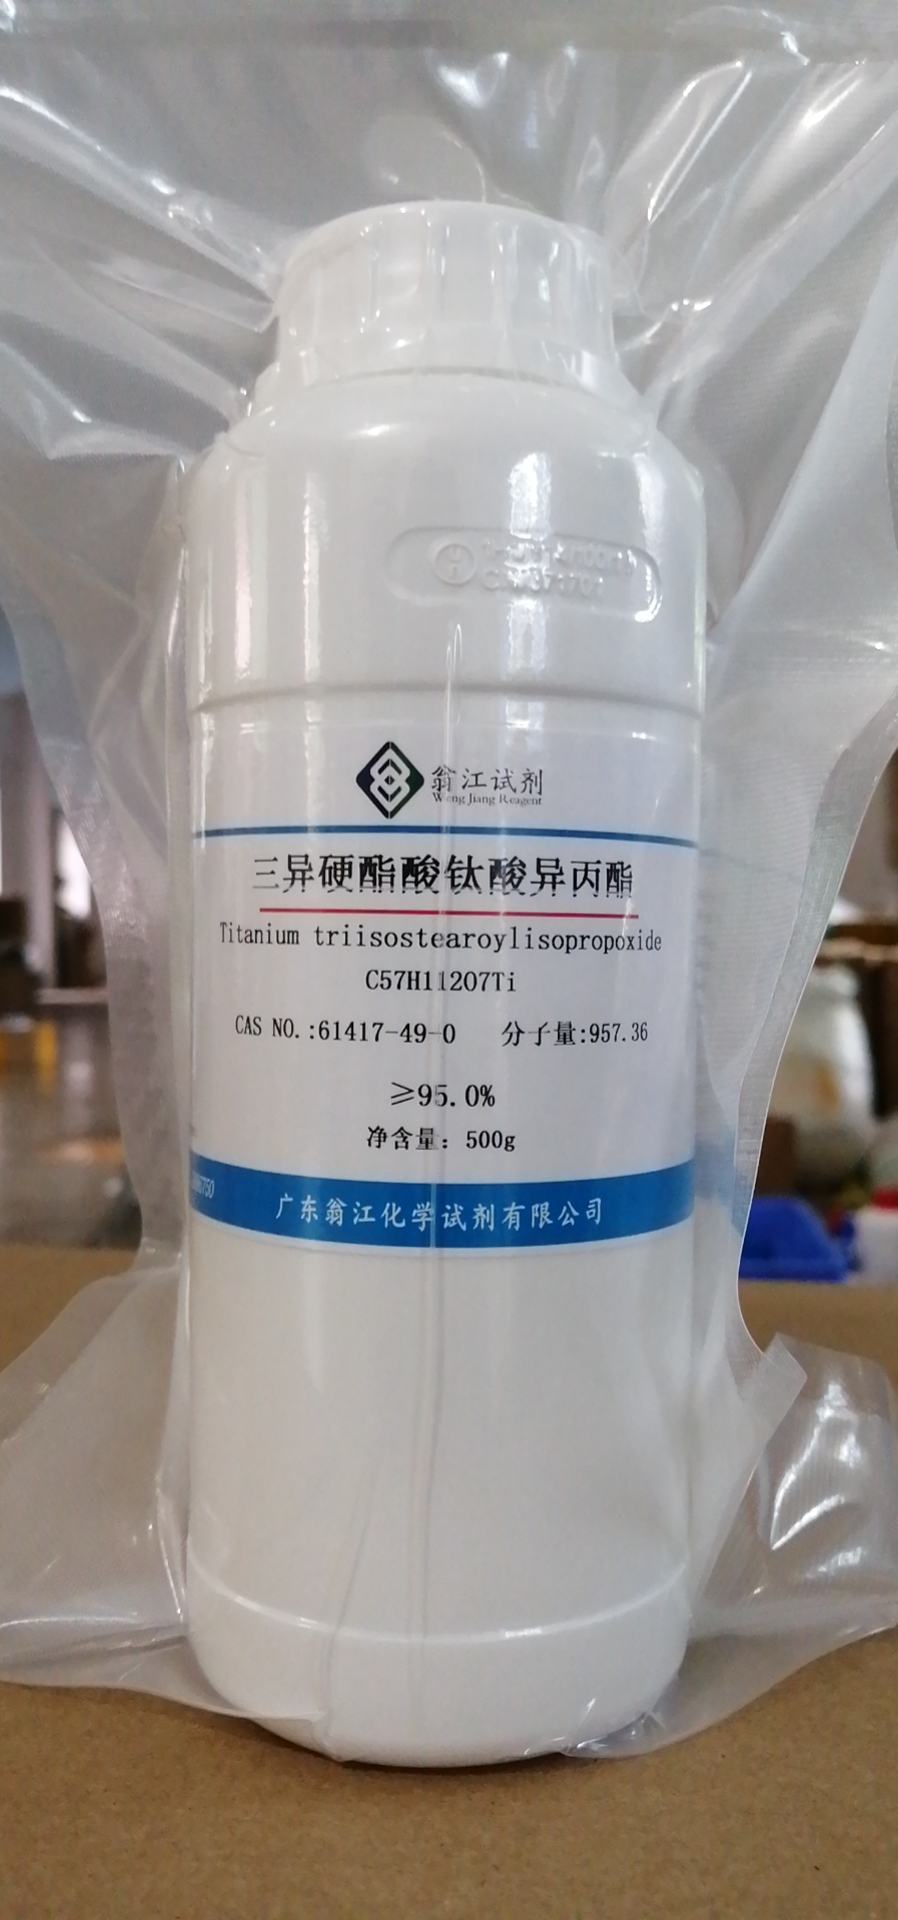 翁江试剂
Weng Jiang Reagent
三异硬酯酸钛酸异丙酯
Titanium triisostearoylisopropoxide
C57H112O7Ti
CAS NO.:61417-49-0 分子量:957.36
≥95.0%
净含量：500g
广东翁江化学试剂有限公司